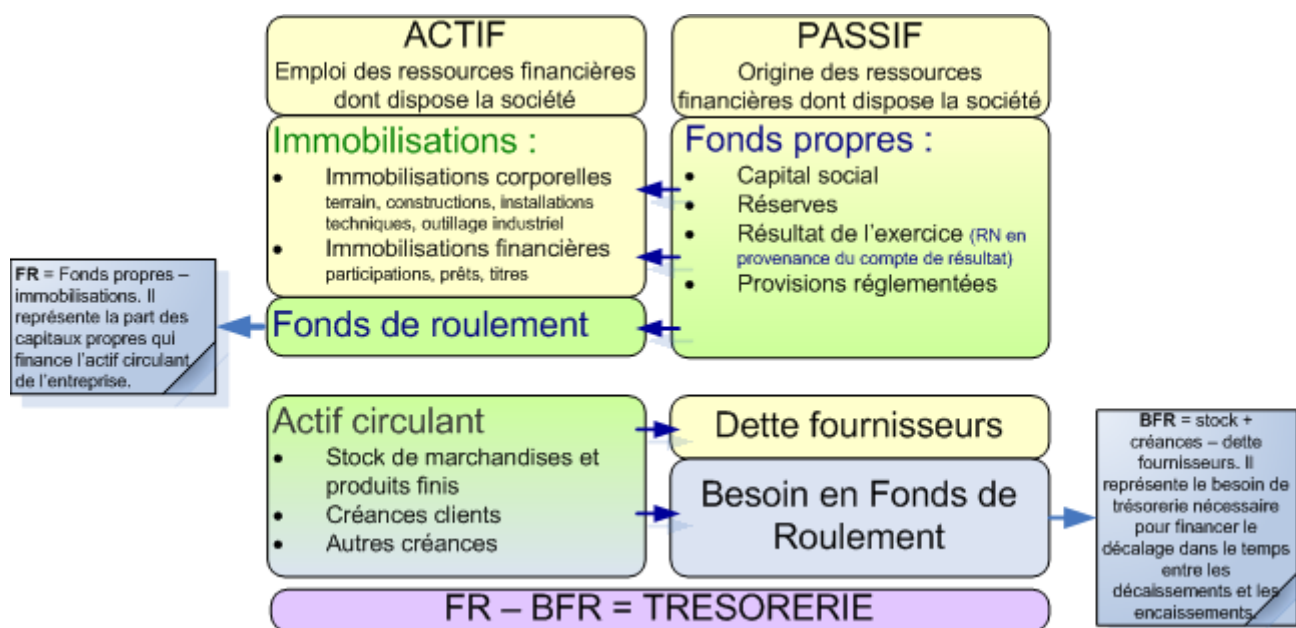 ACTIF
Emploi des ressources financières
dont dispose la société
PASSIF
Origine des ressources
financières dont dispose la société
Immobilisations :
• Immobilisations corporelles
terrain, constructions, installations
techniques, outillage industriel
• Immobilisations financières
participations, prêts, titres
Fonds de roulement
Fonds propres :
• Capital social
• Réserves
• Résultat de l'exercice (RN en
provenance du compte de résultat)
• Provisions réglementées
FR = Fonds propres –
immobilisations. Il
représente la part des
capitaux propres qui
finance l'actif circulant
de l'entreprise.
Actif circulant
• Stock de marchandises et
produits finis
• Créances clients
• Autres créances
Dette fournisseurs
Besoin en Fonds de
Roulement
BFR = stock +
créances – dette
fournisseurs. Il
représente le besoin de
trésorerie nécessaire
pour financer le
décalage dans le temps
entre les
décaissements et les
encaissements.
FR – BFR = TRESORERIE